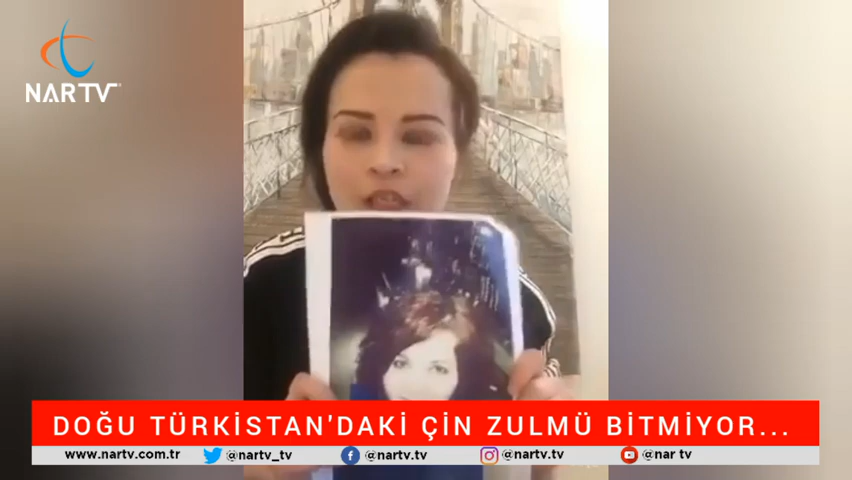 NARTV
DOĞU TÜRKİSTAN'DAKİ ÇİN ZULMÜ BİTMİYOR...
www.nartv.com.tr @nartv_tv @nartv.tv @nartv.tv @nar tv